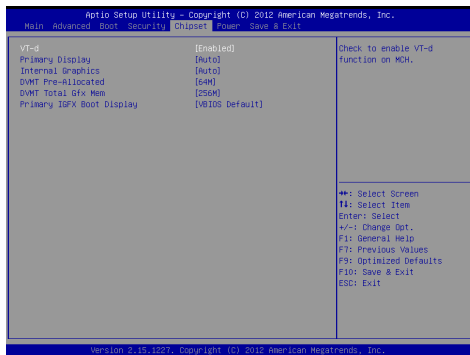 Aptio Setup Utility – Copyright (C) 2012 American Megatrends, Inc.
Main Advanced Boot Security Chipset Power Save & Exit
VT-d [Enabled]
Primary Display [Auto]
Internal Graphics [Auto]
DVMT Pre-Allocated [64M]
DVMT Total Gfx Mem [256M]
Primary IGFX Boot Display [VBIOS Default]
Check to enable VT-d
function on MCH.
→←: Select Screen
↑↓: Select Item
Enter: Select
+/-: Change Opt.
F1: General Help
F7: Previous Values
F9: Optimized Defaults
F10: Save & Exit
ESC: Exit
Version 2.15.1227. Copyright (C) 2012 American Megatrends, Inc.